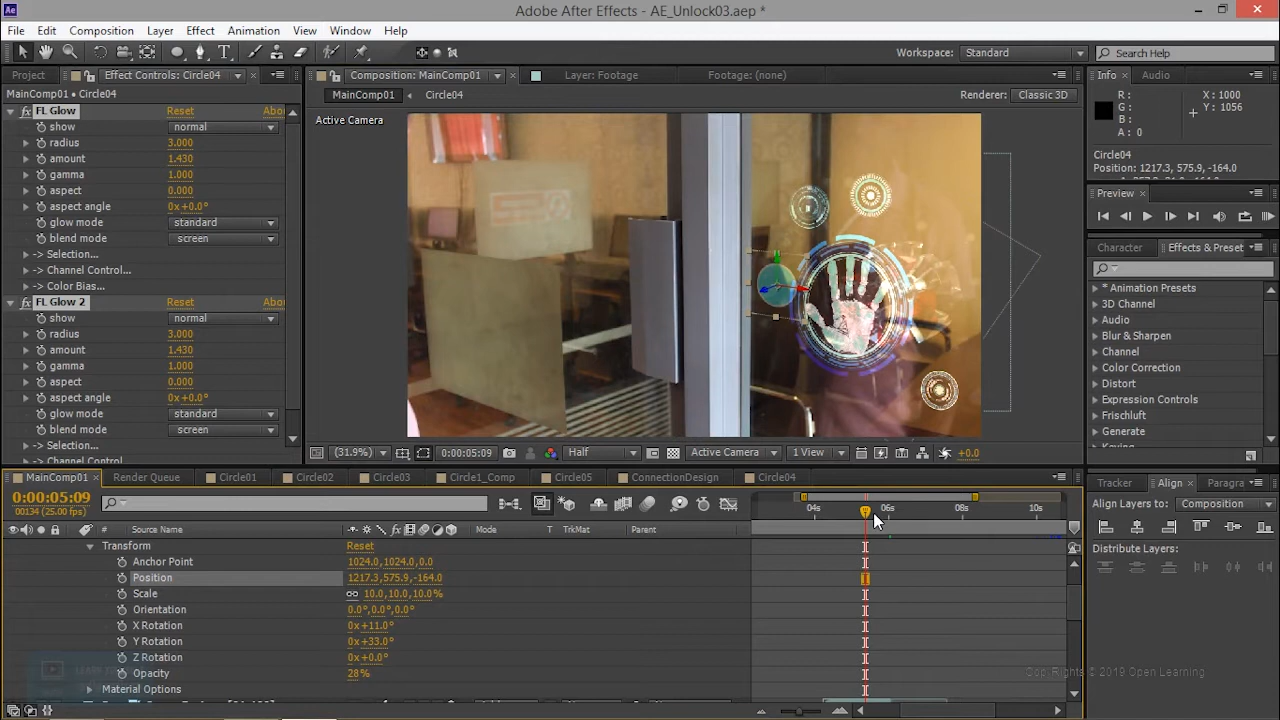 Adobe After Effects - AE_Unlock03.aep *
File Edit Composition Layer Effect Animation View Window Help
Workspace: Standard Search Help
Project Effect Controls: Circle04 Composition: MainComp01 Layer: Footage Footage: (none) Info Audio
MainComp01 • Circle04 MainComp01 Circle04 Renderer: Classic 3D
Active Camera
FL Glow Reset Abou
show normal
radius 3.000
amount 1.430
gamma 1.000
aspect 0.000
aspect angle 0x+0.0°
glow mode standard
blend mode screen
-> Selection...
-> Channel Control...
-> Color Bias...
FL Glow 2 Reset Abou
show normal
radius 3.000
amount 1.430
gamma 1.000
aspect 0.000
aspect angle 0x+0.0°
glow mode standard
blend mode screen
-> Selection...
R :
G :
B :
A : 0
X : 1000
Y : 1056
Circle04
Position: 1217.3, 575.9, -164.0
Preview
Character Effects & Preset
* Animation Presets
3D Channel
Audio
Blur & Sharpen
Channel
Color Correction
Distort
Expression Controls
Frischluft
Generate
(31.9%) 0:00:05:09 Half Active Camera 1 View +0.0
MainComp01 Render Queue Circle01 Circle02 Circle03 Circle1_Comp Circle05 ConnectionDesign Circle04
0:00:05:09
00134 (25.00 fps)
04s 06s 08s 10s
# Source Name Mode T TrkMat Parent
Transform Reset
Anchor Point 1024.0,1024.0,0.0
Position 1217.3,575.9,-164.0
Scale 10.0,10.0,10.0%
Orientation 0.0°,0.0°,0.0°
X Rotation 0x+11.0°
Y Rotation 0x+33.0°
Z Rotation 0x+0.0°
Opacity 28%
Material Options
Tracker Align Paragra
Align Layers to: Composition
Distribute Layers:
Cop Rights © 2019 Open Learning